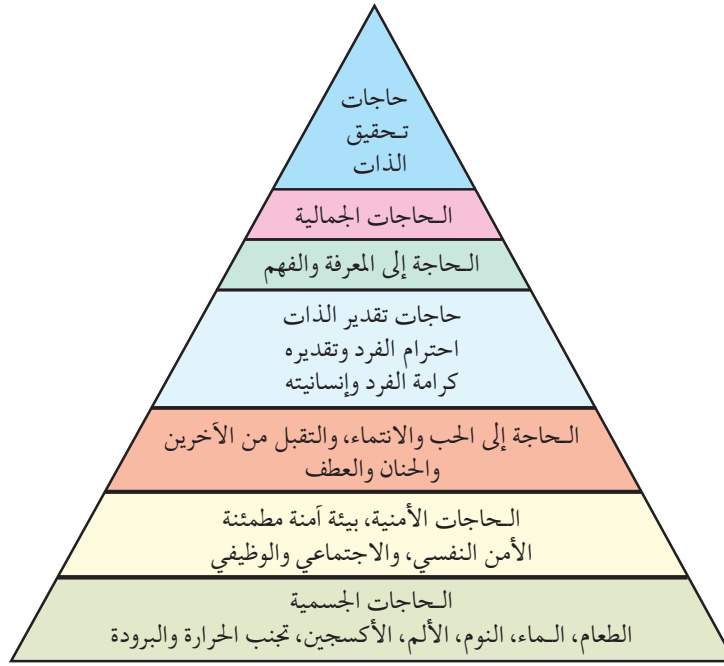 حاجات
تحقيق
الذات
الحاجات الجمالية
الحاجة إلى المعرفة والفهم
حاجات تقدير الذات
احترام الفرد وتقديره
كرامة الفرد وإنسانيته
الحاجة إلى الحب والانتماء، والتقبل من الآخرين
والحنان والعطف
الحاجات الأمنية، بيئة آمنة مطمئنة
الأمن النفسي، والاجتماعي والوظيفي
الحاجات الجسمية
الطعام، الماء، النوم، الألم، الأكسجين، تجنب الحرارة والبرودة